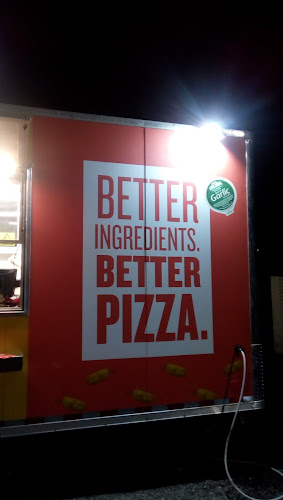 BETTER
INGREDIENTS.
BETTER
PIZZA.
Garlic